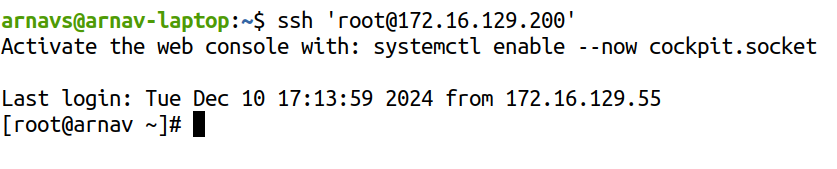 arnavs@arnav-laptop:~$ ssh 'root@172.16.129.200'
Activate the web console with: systemctl enable --now cockpit.socket
Last login: Tue Dec 10 17:13:59 2024 from 172.16.129.55
[root@arnav ~]#